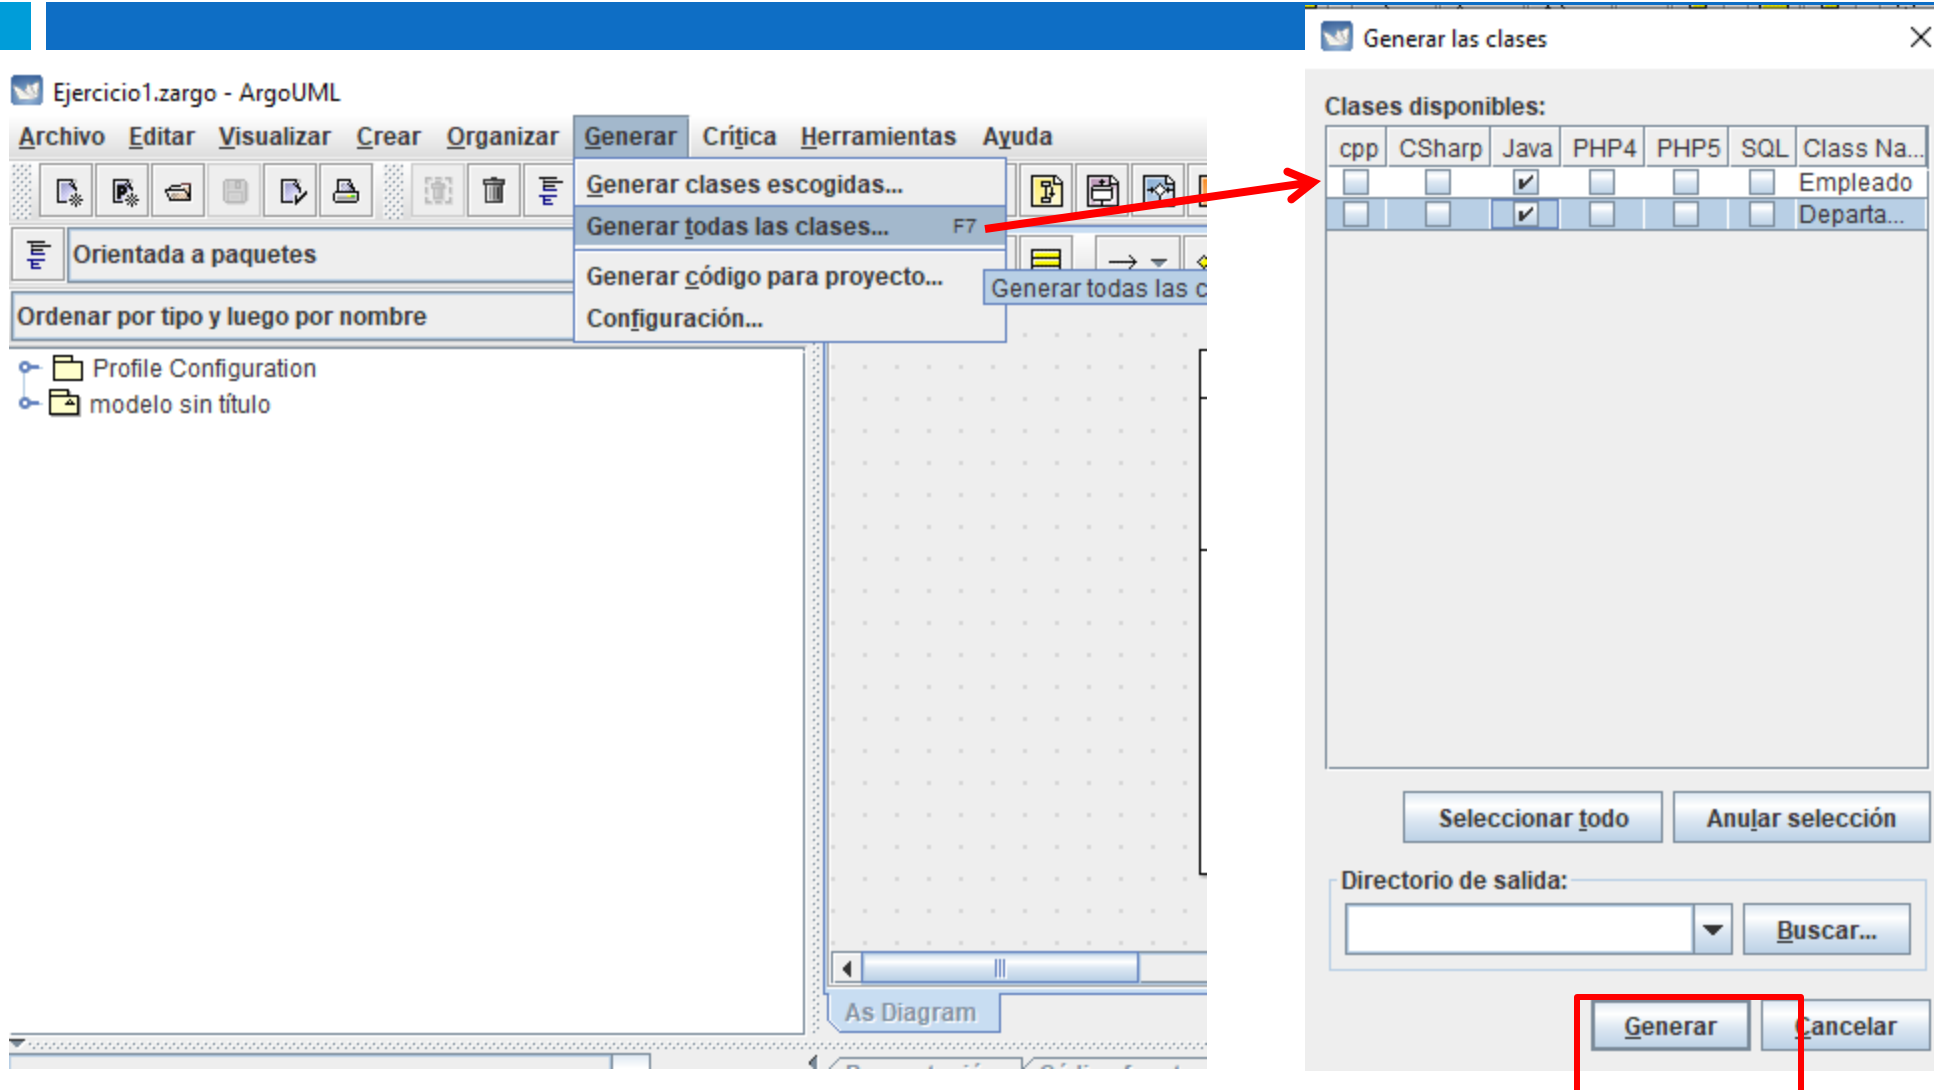 Ejercicio1.zargo - ArgoUML
Archivo Editar Visualizar Crear Organizar Generar Crítica Herramientas Ayuda
Generar clases escogidas...
Generar todas las clases... F7
Generar código para proyecto...
Configuración...
Generar todas las c
Orientada a paquetes
Ordenar por tipo y luego por nombre
Profile Configuration
modelo sin título
As Diagram
Generar las clases
Clases disponibles:
cpp CSharp Java PHP4 PHP5 SQL Class Na...
Empleado
Departa...
Seleccionar todo Anular selección
Directorio de salida:
Buscar...
Generar Cancelar